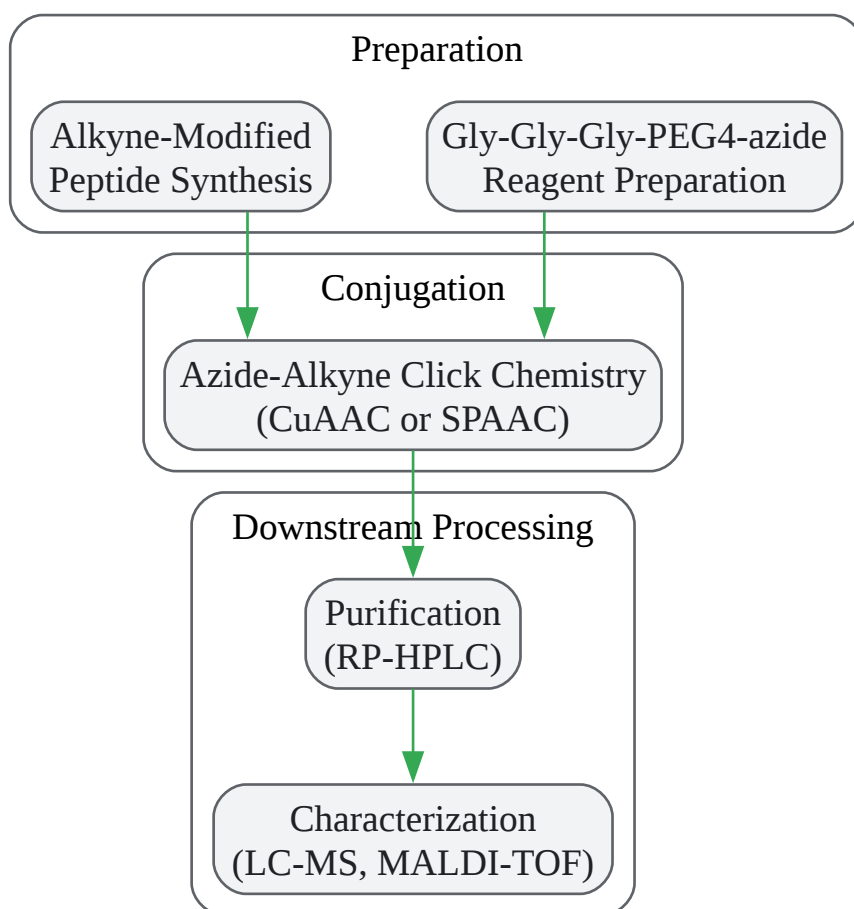 Preparation
Alkyne-Modified
Peptide Synthesis
Gly-Gly-Gly-PEG4-azide
Reagent Preparation
Conjugation
Azide-Alkyne Click Chemistry
(CuAAC or SPAAC)
Downstream Processing
Purification
(RP-HPLC)
Characterization
(LC-MS, MALDI-TOF)